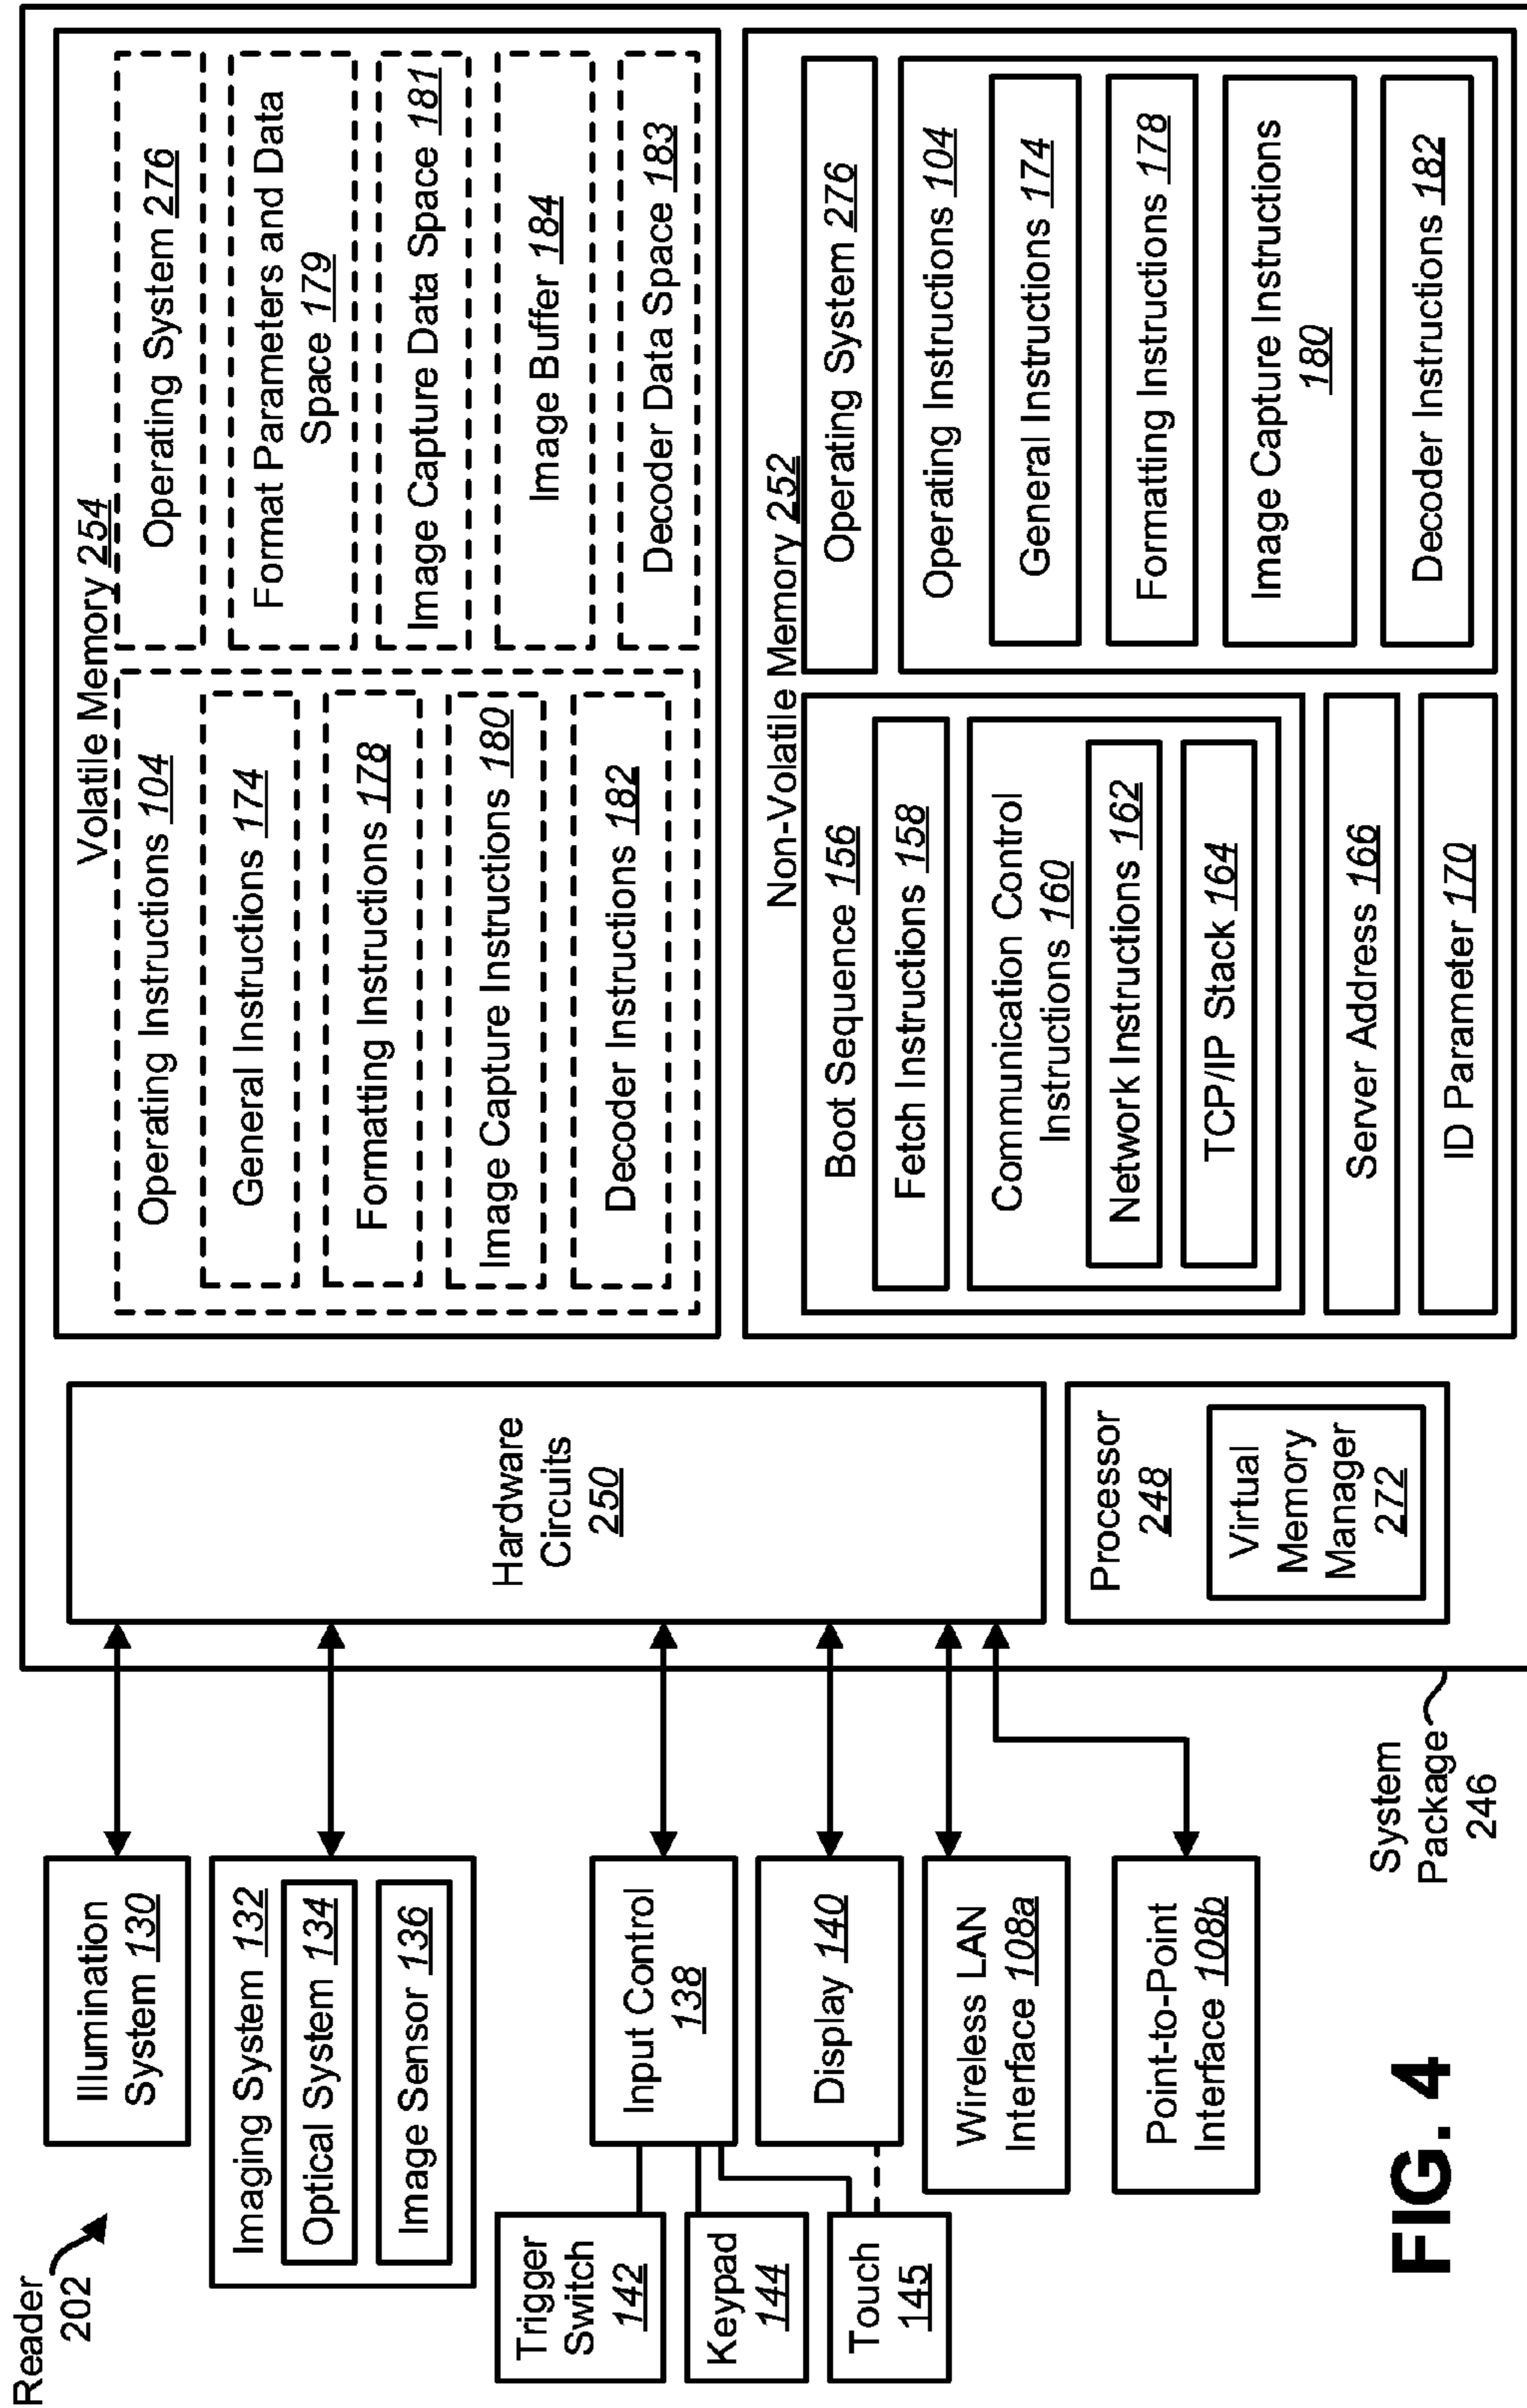 Reader
202
Illumination
System 130
Imaging System 132
Optical System 134
Image Sensor 136
Trigger
Switch
142
Keypad
144
Touch
145
Input Control
138
Display 140
Wireless LAN
Interface 108a
Point-to-Point
Interface 108b
System
Package
246
Hardware
Circuits
250
Processor
248
Virtual
Memory
Manager
272
Volatile Memory 254
Operating Instructions 104
General Instructions 174
Formatting Instructions 178
Image Capture Instructions 180
Decoder Instructions 182
Operating System 276
Format Parameters and Data
Space 179
Image Capture Data Space 181
Image Buffer 184
Decoder Data Space 183
Non-Volatile Memory 252
Boot Sequence 156
Fetch Instructions 158
Communication Control
Instructions 160
Network Instructions 162
TCP/IP Stack 164
Server Address 166
ID Parameter 170
Operating System 276
Operating Instructions 104
General Instructions 174
Formatting Instructions 178
Image Capture Instructions
180
Decoder Instructions 182
FIG. 4